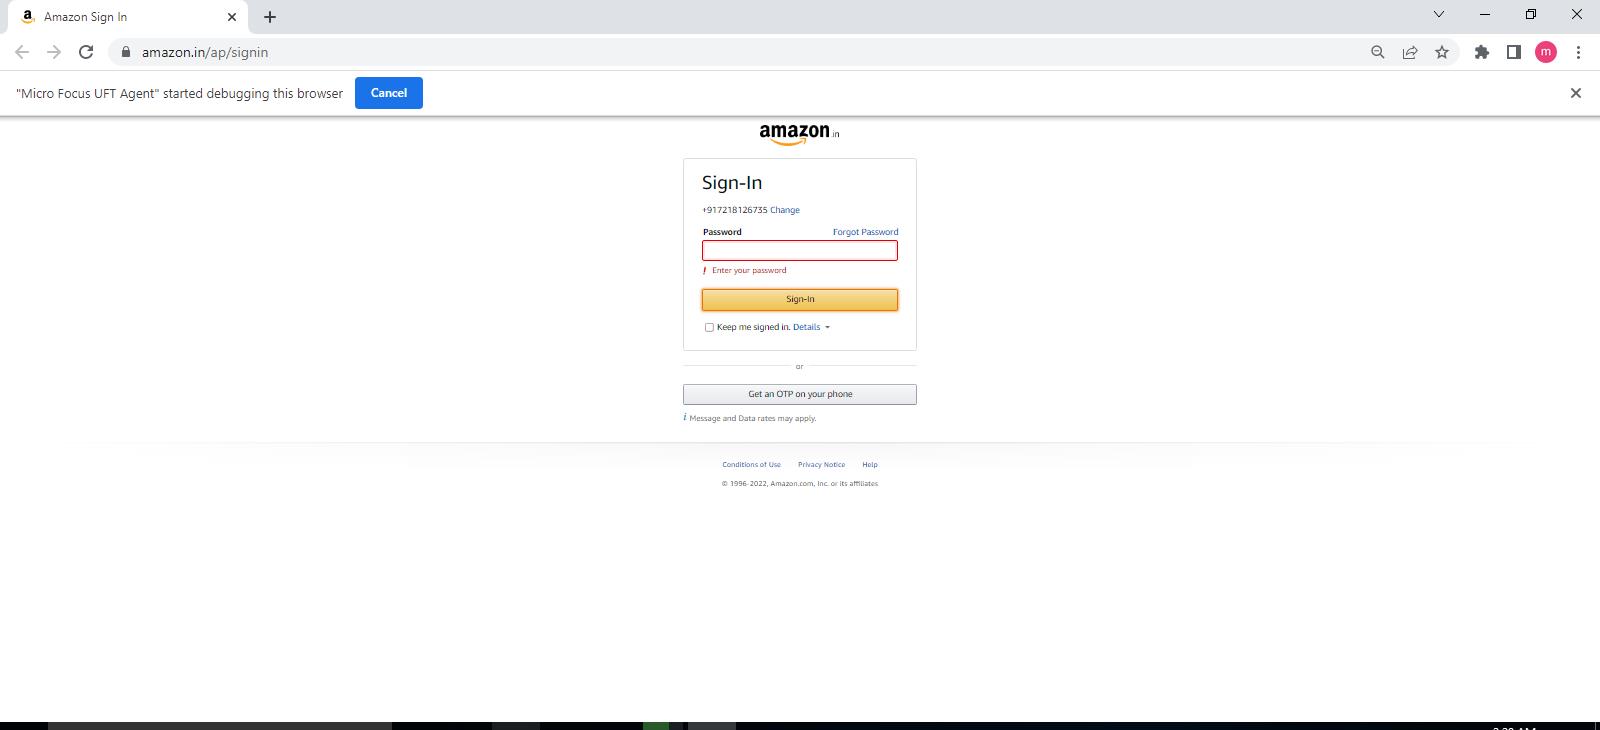 Amazon Sign In
amazon.in/ap/signin
m
"Micro Focus UFT Agent" started debugging this browser Cancel
amazon.in
Sign-In
+917218126735 Change
Password Forgot Password
! Enter your password
Sign-In
Keep me signed in. Details
or
Get an OTP on your phone
i Message and Data rates may apply.
Conditions of Use Privacy Notice Help
© 1996-2022, Amazon.com, Inc. or its affiliates